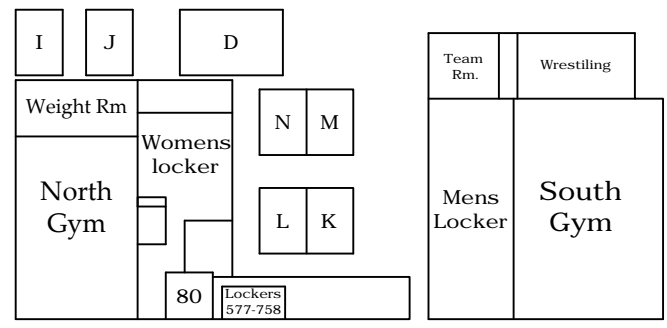 I
J
D
Team
Rm.
Wrestiling
Weight Rm
N
M
Womens
locker
North
Gym
L
K
Mens
Locker
South
Gym
80
Lockers
577-758